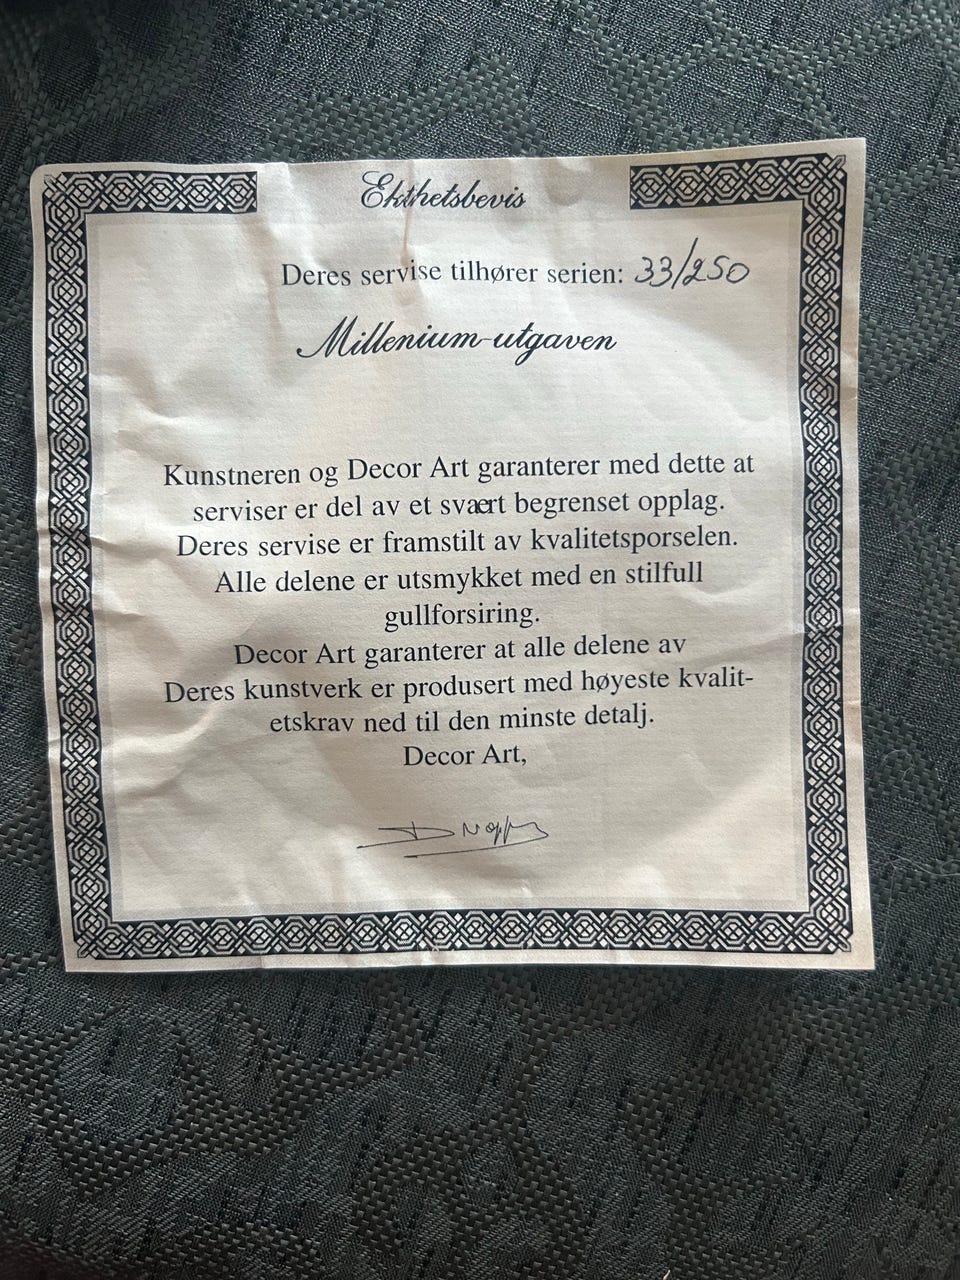 Ekthetsbevis
Deres servise tilhører serien: 33/250
Millenium-utgaven
Kunstneren og Decor Art garanterer med dette at
serviser er del av et svært begrenset opplag.
Deres servise er framstilt av kvalitetsporselen.
Alle delene er utsmykket med en stilfull
gullforsiring.
Decor Art garanterer at alle delene av
Deres kunstverk er produsert med høyeste kvalit-
etskrav ned til den minste detalj.
Decor Art,